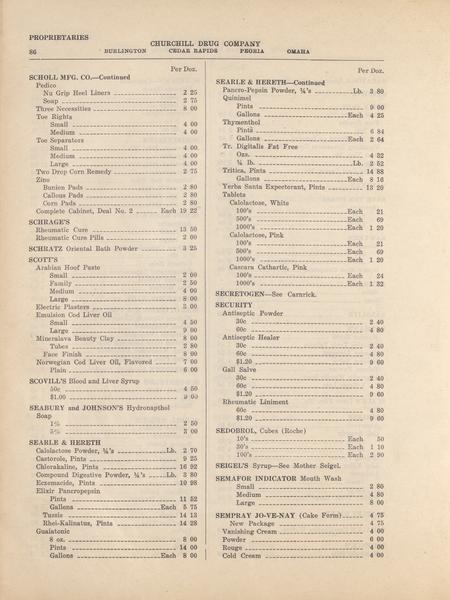 PROPRIETARIES
CHURCHILL DRUG COMPANY
86 BURLINGTON CEDAR RAPIDS PEORIA OMAHA
Per Doz.
SCHOLL MFG. CO.—Continued
Pedico
Nu Grip Heel Liners 2 25
Soap 2 75
Three Necessities 8 00
Toe Rights
Small 4 00
Medium 4 00
Toe Separators
Small 4 00
Medium 4 00
Large 4 00
Two Drop Corn Remedy 2 75
Zino
Bunion Pads 2 80
Callous Pads 2 80
Corn Pads 2 80
Complete Cabinet, Deal No. 2 Each 19 22
SCHRAGE'S
Rheumatic Cure 13 50
Rheumatic Cure Pills 2 00
SCHRATZ Oriental Bath Powder 3 25
SCOTT'S
Arabian Hoof Paste
Small 2 00
Family 2 50
Medium 4 00
Large 8 00
Electric Plasters 3 00
Emulsion Cod Liver Oil
Small 4 50
Large 9 00
Mineralava Beauty Clay 8 00
Tubes 2 80
Face Finish 8 00
Norwegian Cod Liver Oil, Flavored 7 00
Plain 6 00
SCOVILL'S Blood and Liver Syrup
50c 4 50
$1.00 9 00
SEABURY and JOHNSON'S Hydronapthol
Soap
1% 2 50
5% 3 00
SEARLE & HERETH
Calolactose Powder, ¼'s Lb. 2 70
Castorole, Pints 9 25
Chlorakaline, Pints 16 92
Compound Digestive Powder, ¼'s Lb. 3 80
Eczemacide, Pints 10 98
Elixir Pancropepsin
Pints 11 52
Gallons Each 5 75
Tussie 14 13
Rhei-Kalinatus, Pints 14 28
Guaiatonic
8 oz. 8 00
Pints 14 00
Gallons Each 8 00
Per Doz.
SEARLE & HERETH—Continued
Pancro-Pepsin Powder, ¼'s Lb. 3 80
Quinimel
Pints 9 00
Gallons Each 4 25
Thymenthol
Pints 6 84
Gallons Each 2 64
Tr. Digitalis Fat Free
Ozs. 4 32
¼ lb. Lb. 2 52
Tritica, Pints 14 88
Gallons Each 8 16
Yerba Santa Expectorant, Pints 13 20
Tablets
Calolactose, White
100's Each 21
500's Each 69
1000's Each 1 20
Calolactose, Pink
100's Each 21
500's Each 69
1000's Each 1 20
Cascara Cathartic, Pink
100's Each 24
1000's Each 1 32
SECRETOGEN—See Carnrick.
SECURITY
Antiseptic Powder
30c 2 40
60c 4 80
Antiseptic Healer
30c 2 40
60c 4 80
$1.20 9 60
Gall Salve
30c 2 40
60c 4 80
$1.20 9 60
Rheumatic Liniment
60c 4 80
$1.20 9 60
SEDOBROL, Cubes (Roche)
10's Each 50
30's Each 1 10
100's Each 2 90
SEIGEL'S Syrup—See Mother Seigel.
SEMAFOR INDICATOR Mouth Wash
Small 2 80
Medium 4 80
Large 8 00
SEMPRAY JO-VE-NAY (Cake Form) 4 75
New Package 4 75
Vanishing Cream 4 00
Powder 6 00
Rouge 4 00
Cold Cream 4 00